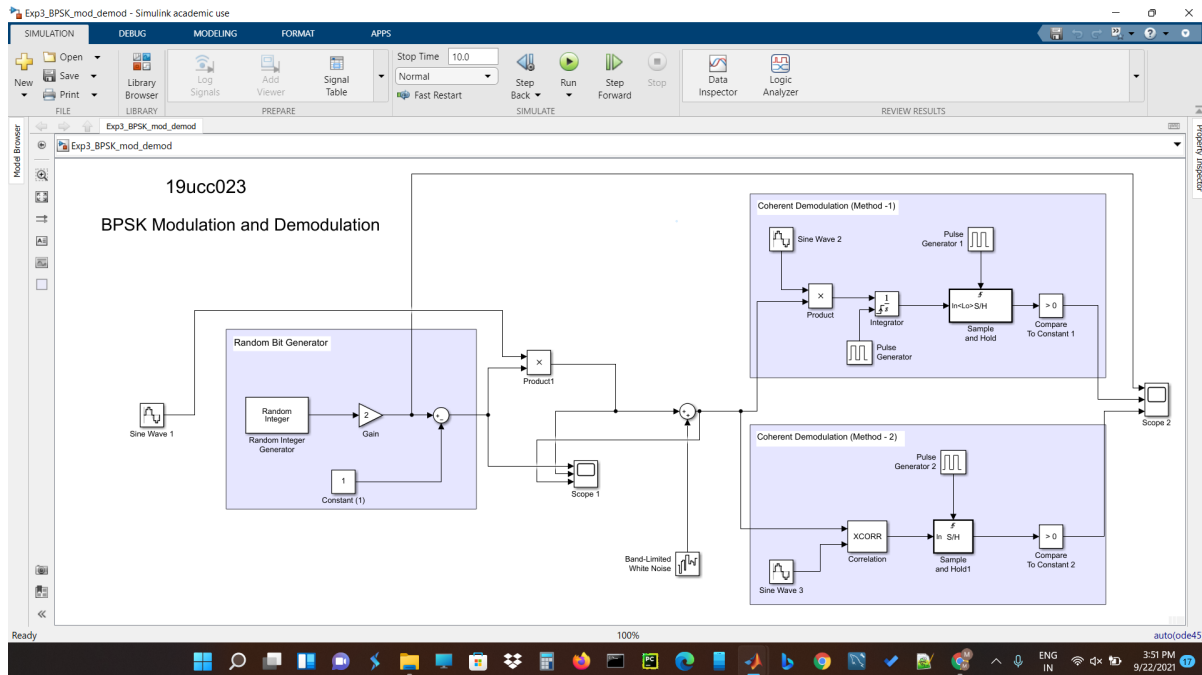 Exp3_BPSK_mod_demod - Simulink academic use
SIMULATION DEBUG MODELING FORMAT APPS
New
Open
Save
Print
FILE
Library
Browser
LIBRARY
Log
Signals
Add
Viewer
Signal
Table
PREPARE
Stop Time 10.0
Normal
Fast Restart
Step
Back
Run
Step
Forward
Stop
SIMULATE
Data
Inspector
Logic
Analyzer
REVIEW RESULTS
Model Browser
Property Inspector
Exp3_BPSK_mod_demod
Exp3_BPSK_mod_demod
19ucc023
BPSK Modulation and Demodulation
Sine Wave 1
Random Bit Generator
Random
Integer
Random Integer
Generator
2
Gain
1
Constant (1)
×
Product1
Scope 1
Band-Limited
White Noise
Coherent Demodulation (Method -1)
Sine Wave 2
Pulse
Generator 1
×
Product
1
s
Integrator
Pulse
Generator
In<Lo>S/H
Sample
and Hold
> 0
Compare
To Constant 1
Scope 2
Coherent Demodulation (Method - 2)
Pulse
Generator 2
XCORR
Correlation
Sine Wave 3
In S/H
Sample
and Hold1
> 0
Compare
To Constant 2
Ready
100%
auto(ode45
ENG
IN
3:51 PM
9/22/2021
17